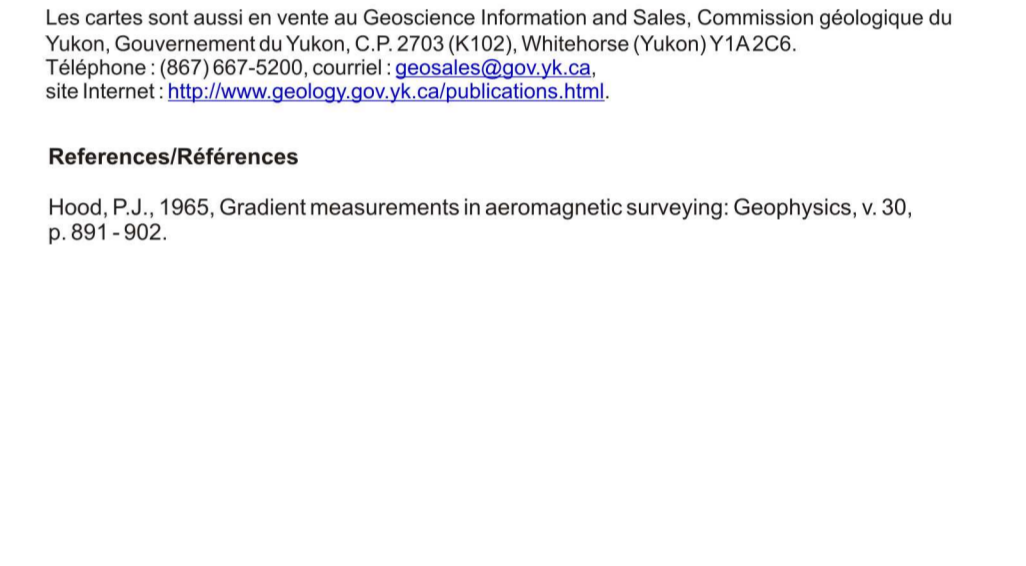 Les cartes sont aussi en vente au Geoscience Information and Sales, Commission géologique du
Yukon, Gouvernement du Yukon, C.P. 2703 (K102), Whitehorse (Yukon) Y1A 2C6.
Téléphone : (867) 667-5200, courriel : geosales@gov.yk.ca,
site Internet : http://www.geology.gov.yk.ca/publications.html.
References/Références
Hood, P.J., 1965, Gradient measurements in aeromagnetic surveying: Geophysics, v. 30,
p. 891 - 902.